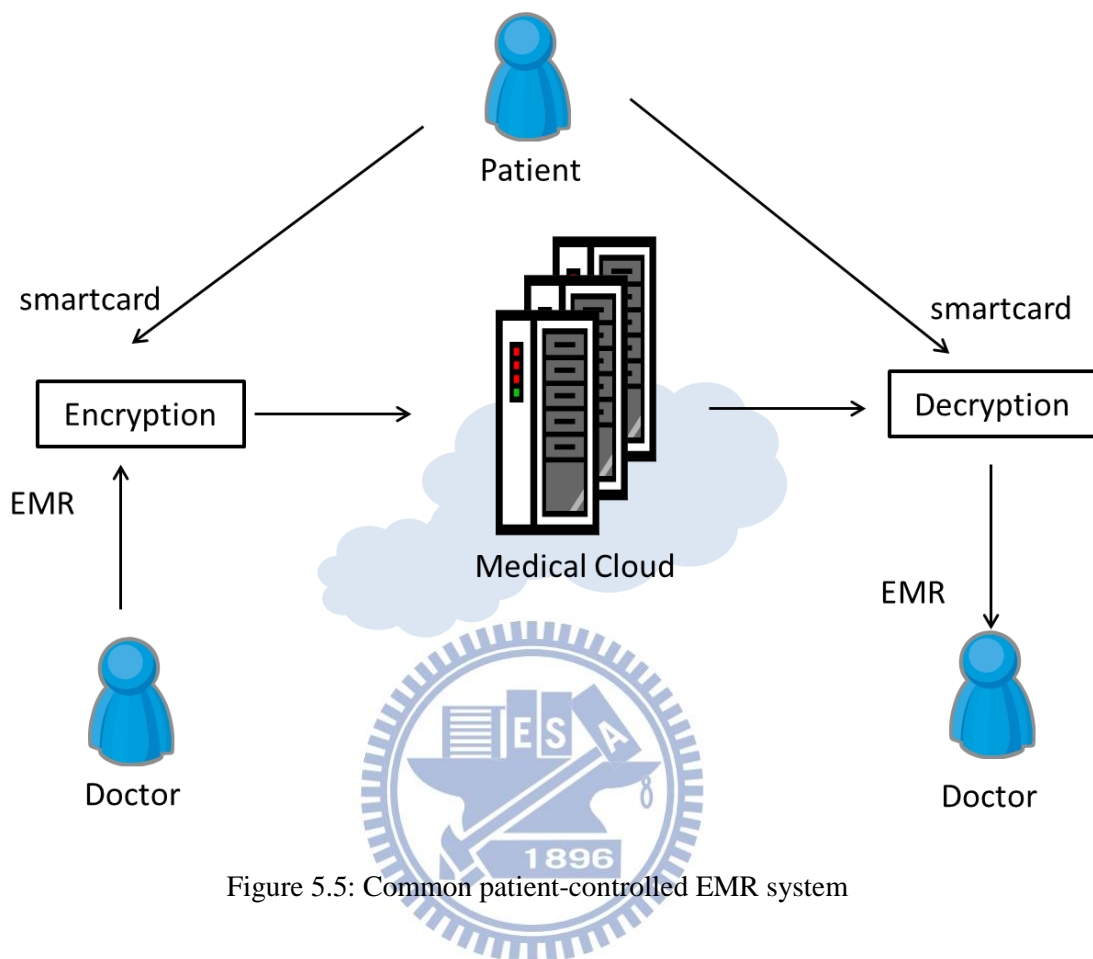 Patient
smartcard
smartcard
Encryption
Decryption
EMR
Medical Cloud
EMR
Doctor
Doctor
E S A
1896
Figure 5.5: Common patient-controlled EMR system